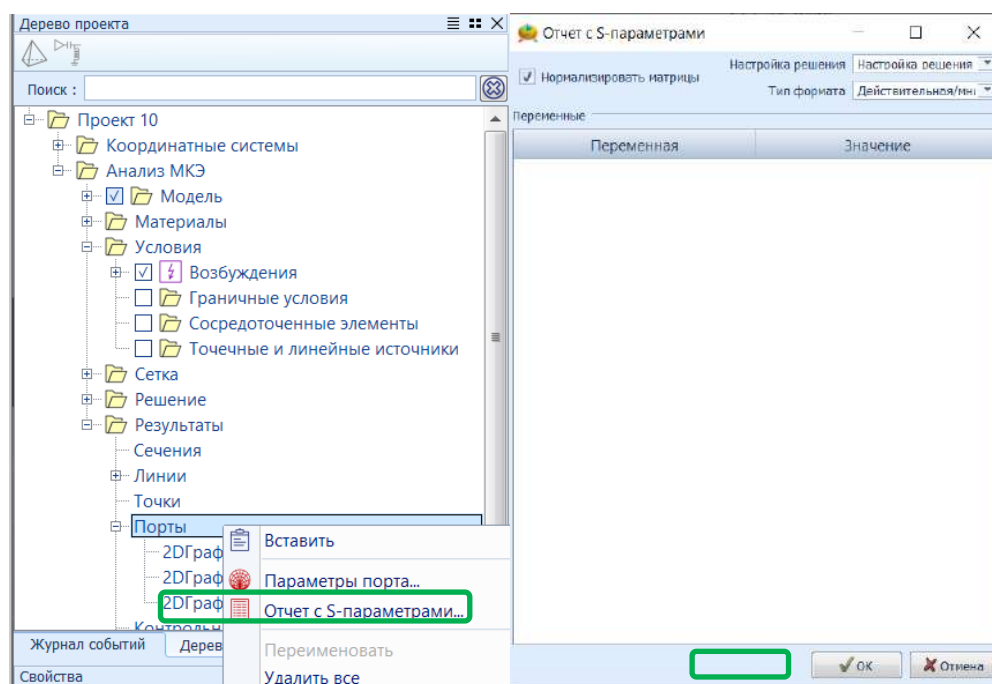 Дерево проекта
Поиск :
Проект 10
Координатные системы
Анализ МКЭ
Модель
Материалы
Условия
Возбуждения
Граничные условия
Сосредоточенные элементы
Точечные и линейные источники
Сетка
Решение
Результаты
Сечения
Линии
Точки
Порты
2DГраф
2DГраф
2DГраф
Контрольн
Вставить
Параметры порта...
Отчет с S-параметрами...
Переименовать
Удалить все
Журнал событий Дерев
Свойства
Отчет с S-параметрами
Нормализировать матрицы
Настройка решения Настройка решения
Тип формата Действительная/мни
Переменные
Переменная Значение
OK Отмена